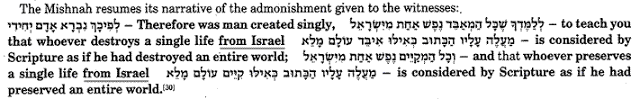 The Mishnah resumes its narrative of the admonishment given to the witnesses:
לְפִיכָךְ נִבְרָא אָדָם יְחִידִי – Therefore was man created singly, לְלַמֶּדְךָ שֶׁכָּל הַמְאַבֵּד נֶפֶשׁ אַחַת מִיִּשְׂרָאֵל – to teach you
that whoever destroys a single life from Israel מַעֲלֶה עָלָיו הַכָּתוּב כְּאִילּוּ אִיבֵּד עוֹלָם מָלֵא – is considered by
Scripture as if he had destroyed an entire world; וְכָל הַמְקַיֵּים נֶפֶשׁ אַחַת מִיִּשְׂרָאֵל – and that whoever preserves
a single life from Israel מַעֲלֶה עָלָיו הַכָּתוּב כְּאִילּוּ קִיֵּים עוֹלָם מָלֵא – is considered by Scripture as if he had
preserved an entire world.[30]